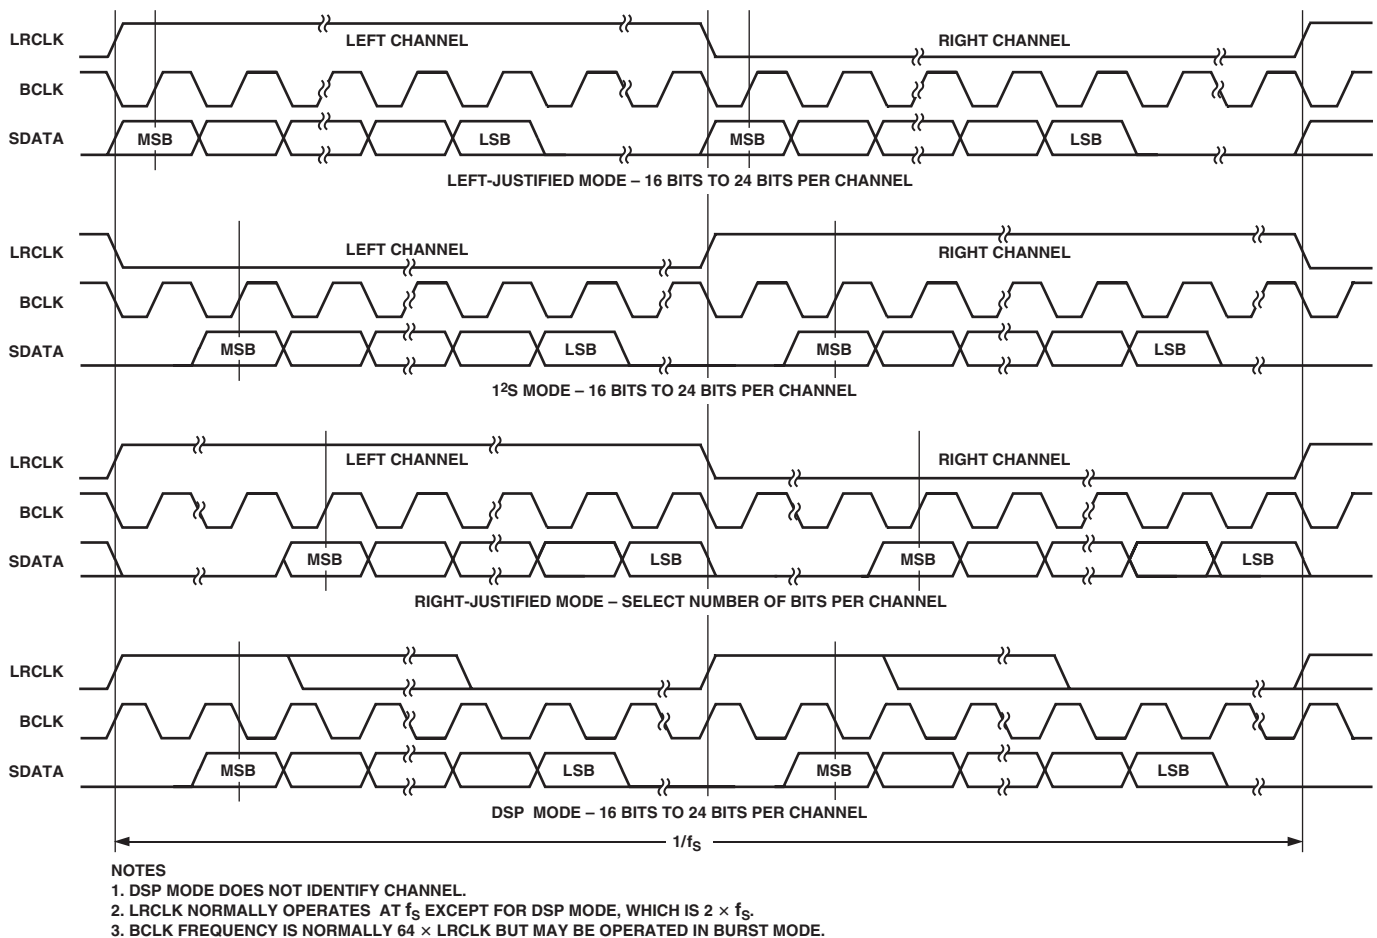 LRCLK
LEFT CHANNEL RIGHT CHANNEL
BCLK
SDATA
MSB LSB MSB LSB
LEFT-JUSTIFIED MODE – 16 BITS TO 24 BITS PER CHANNEL
LRCLK
LEFT CHANNEL RIGHT CHANNEL
BCLK
SDATA
MSB LSB MSB LSB
1²S MODE – 16 BITS TO 24 BITS PER CHANNEL
LRCLK
LEFT CHANNEL RIGHT CHANNEL
BCLK
SDATA
MSB LSB MSB LSB
RIGHT-JUSTIFIED MODE – SELECT NUMBER OF BITS PER CHANNEL
LRCLK
BCLK
SDATA
MSB LSB MSB LSB
DSP MODE – 16 BITS TO 24 BITS PER CHANNEL
1/fS
NOTES
1. DSP MODE DOES NOT IDENTIFY CHANNEL.
2. LRCLK NORMALLY OPERATES AT fS EXCEPT FOR DSP MODE, WHICH IS 2 × fS.
3. BCLK FREQUENCY IS NORMALLY 64 × LRCLK BUT MAY BE OPERATED IN BURST MODE.